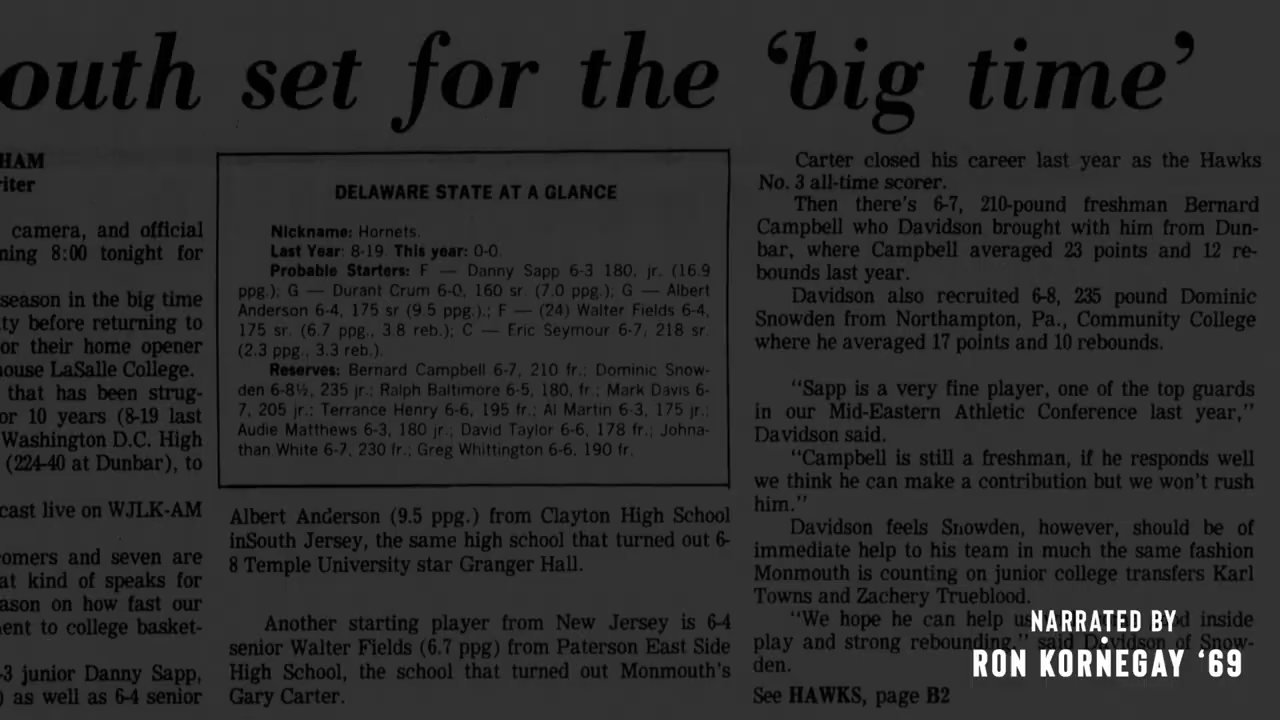 outh set for the ‘big time’
HAM
riter
camera, and official
ning 8:00 tonight for
season in the big time
ty before returning to
or their home opener
house LaSalle College.
that has been strug-
or 10 years (8-19 last
Washington D.C. High
(224-40 at Dunbar), to
cast live on WJLK-AM
omers and seven are
at kind of speaks for
ason on how fast our
ent to college basket-
-3 junior Danny Sapp,
) as well as 6-4 senior
DELAWARE STATE AT A GLANCE
Nickname: Hornets.
Last Year: 8-19. This year: 0-0.
Probable Starters: F — Danny Sapp 6-3 180, jr. (16.9
ppg.); G — Durant Crum 6-0, 160 sr. (7.0 ppg.); G — Albert
Anderson 6-4, 175 sr (9.5 ppg.); F — (24) Walter Fields 6-4,
175 sr. (6.7 ppg., 3.8 reb.); C — Eric Seymour 6-7, 218 sr.
(2.3 ppg., 3.3 reb.).
Reserves: Bernard Campbell 6-7, 210 fr.; Dominic Snow-
den 6-8½, 235 jr.; Ralph Baltimore 6-5, 180, fr.; Mark Davis 6-
7, 205 jr.; Terrance Henry 6-6, 195 fr.; Al Martin 6-3, 175 jr.;
Audie Matthews 6-3, 180 jr.; David Taylor 6-6, 178 fr.; Johna-
than White 6-7, 230 fr.; Greg Whittington 6-6, 190 fr.
Albert Anderson (9.5 ppg.) from Clayton High School
inSouth Jersey, the same high school that turned out 6-
8 Temple University star Granger Hall.
Another starting player from New Jersey is 6-4
senior Walter Fields (6.7 ppg) from Paterson East Side
High School, the school that turned out Monmouth's
Gary Carter.
Carter closed his career last year as the Hawks
No. 3 all-time scorer.
Then there's 6-7, 210-pound freshman Bernard
Campbell who Davidson brought with him from Dun-
bar, where Campbell averaged 23 points and 12 re-
bounds last year.
Davidson also recruited 6-8, 235 pound Dominic
Snowden from Northampton, Pa., Community College
where he averaged 17 points and 10 rebounds.
"Sapp is a very fine player, one of the top guards
in our Mid-Eastern Athletic Conference last year,"
Davidson said.
"Campbell is still a freshman, if he responds well
we think he can make a contribution but we won't rush
him."
Davidson feels Snowden, however, should be of
immediate help to his team in much the same fashion
Monmouth is counting on junior college transfers Karl
Towns and Zachery Trueblood.
"We hope he can help us inside
play and strong rebounding," said Davidson of Snow-
den.
See HAWKS, page B2
NARRATED BY
RON KORNEGAY ‘69